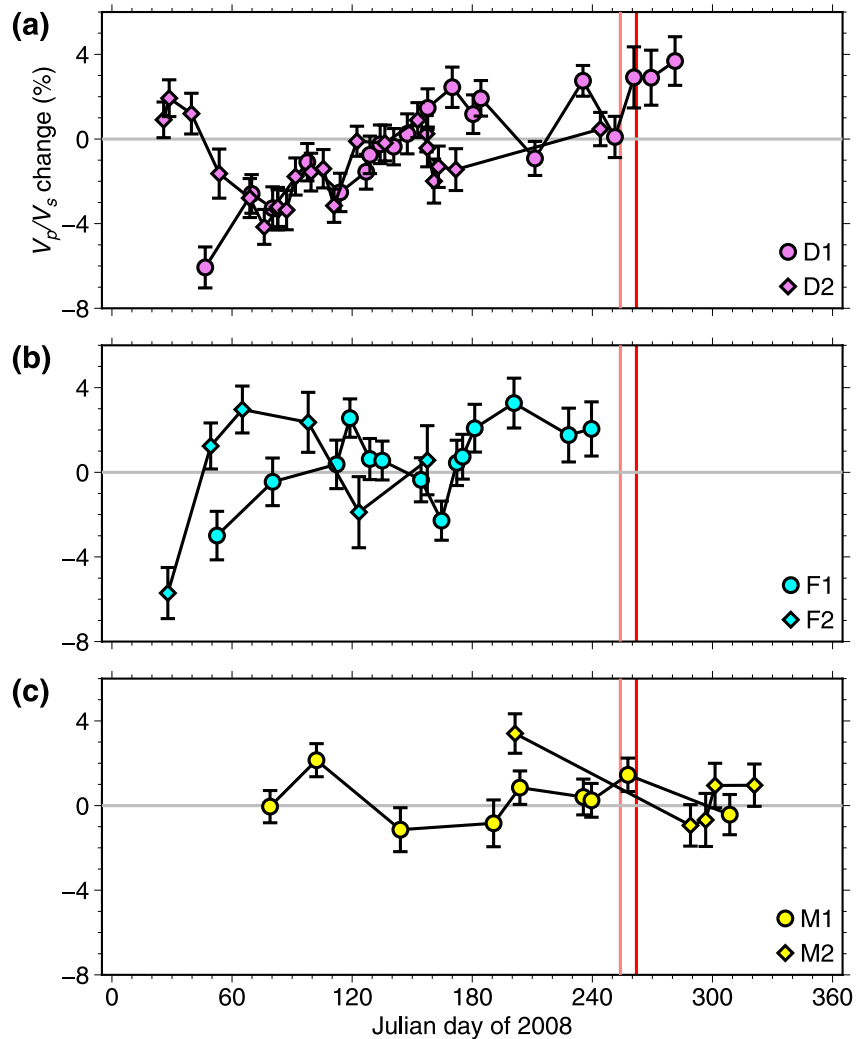 (a)
4
0
−4
−8
Vp/Vs change (%)
D1
D2
(b)
4
0
−4
−8
F1
F2
(c)
4
0
−4
−8
M1
M2
0 60 120 180 240 300 360
Julian day of 2008